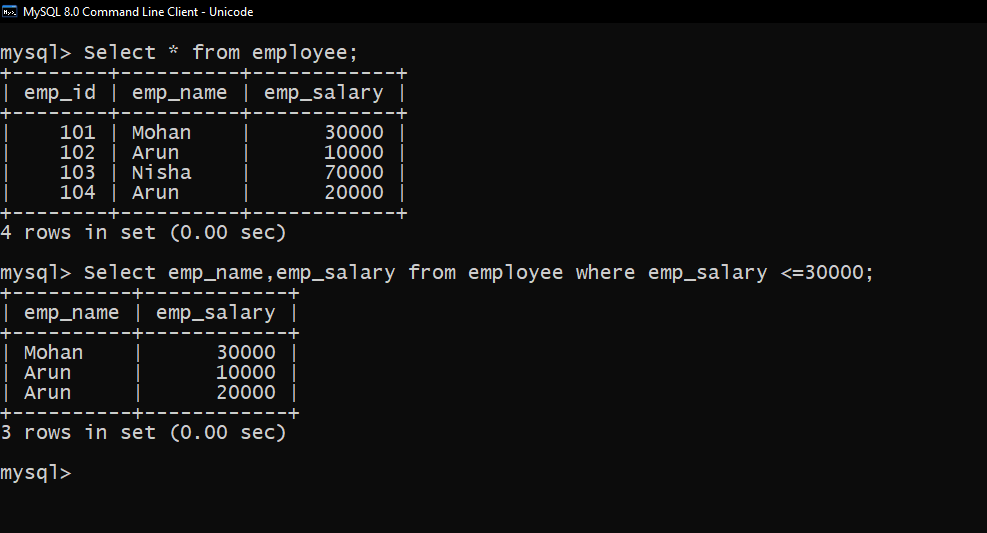 MySQL 8.0 Command Line Client - Unicode
mysql> Select * from employee;
+--------+----------+------------+
| emp_id | emp_name | emp_salary |
+--------+----------+------------+
|    101 | Mohan    |      30000 |
|    102 | Arun     |      10000 |
|    103 | Nisha    |      70000 |
|    104 | Arun     |      20000 |
+--------+----------+------------+
4 rows in set (0.00 sec)
mysql> Select emp_name,emp_salary from employee where emp_salary <=30000;
+----------+------------+
| emp_name | emp_salary |
+----------+------------+
| Mohan    |      30000 |
| Arun     |      10000 |
| Arun     |      20000 |
+----------+------------+
3 rows in set (0.00 sec)
mysql>